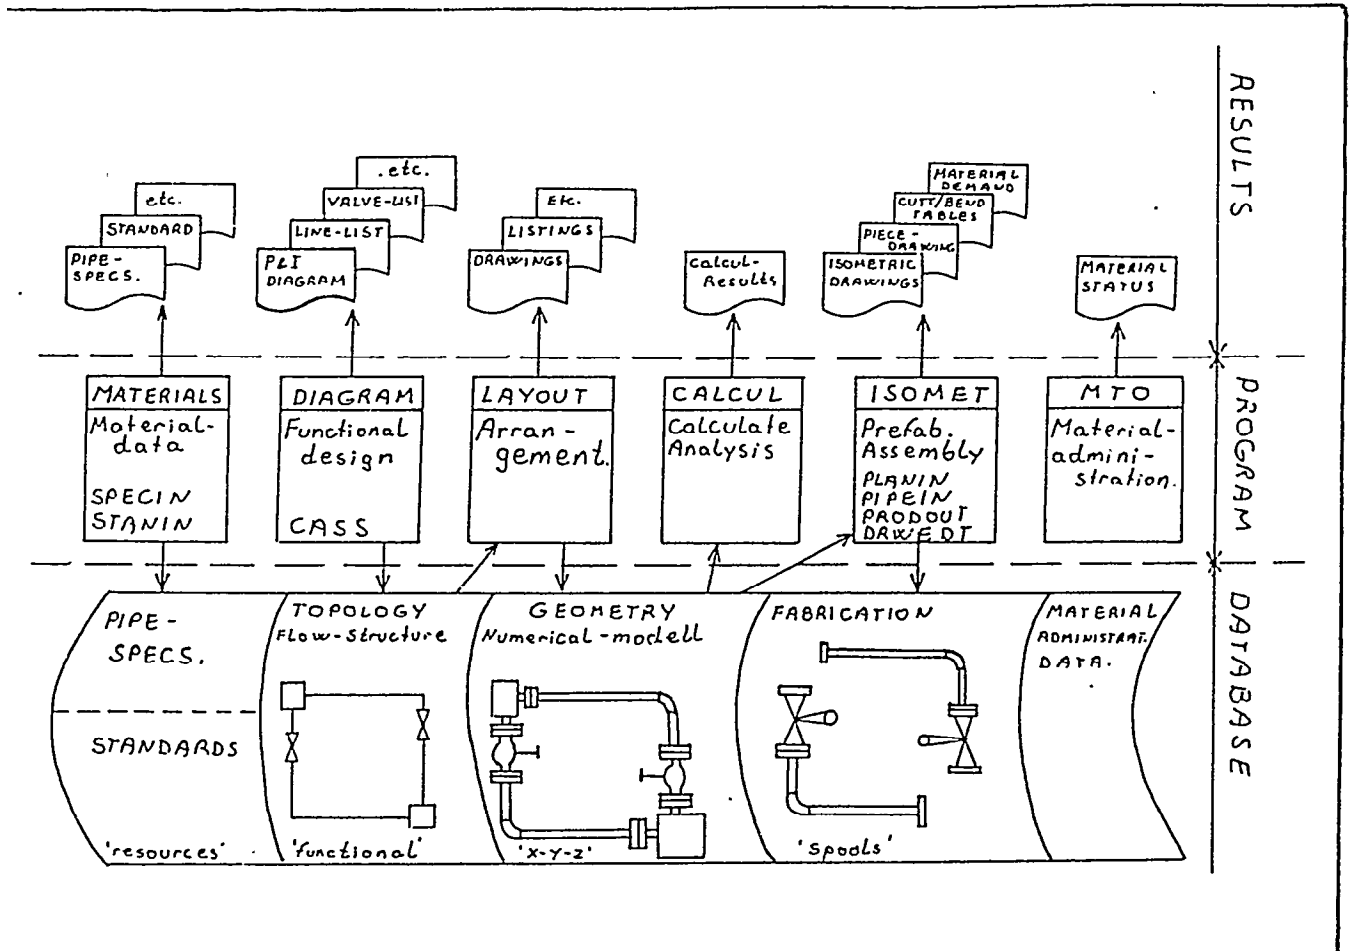 RESULTS
etc.
STANDARD
PIPE-
SPECS.
.etc.
VALVE-LIST
LINE-LIST
P&I
DIAGRAM
Etc.
LISTINGS
DRAWINGS
Calcul-
Results
MATERIAL
DEMAND
CUTT/BEND
TABLES
PIECE-
DRAWING
ISOMETRIC
DRAWINGS
MATERIAL
STATUS
PROGRAM
MATERIALS
Material-
data
SPECIN
STANIN
DIAGRAM
Functional
design
CASS
LAYOUT
Arran-
gement.
CALCUL
Calculate
Analysis
ISOMET
Prefab.
Assembly
PLANIN
PIPEIN
PRODOUT
DRWEDT
MTO
Material-
admini-
stration.
DATABASE
PIPE-
SPECS.
STANDARDS
'resources'
TOPOLOGY
Flow-Structure
'functional'
GEOMETRY
Numerical-modell
'X-Y-Z'
FABRICATION
'Spools'
MATERIAL
ADMINISTRAT.
DATA.